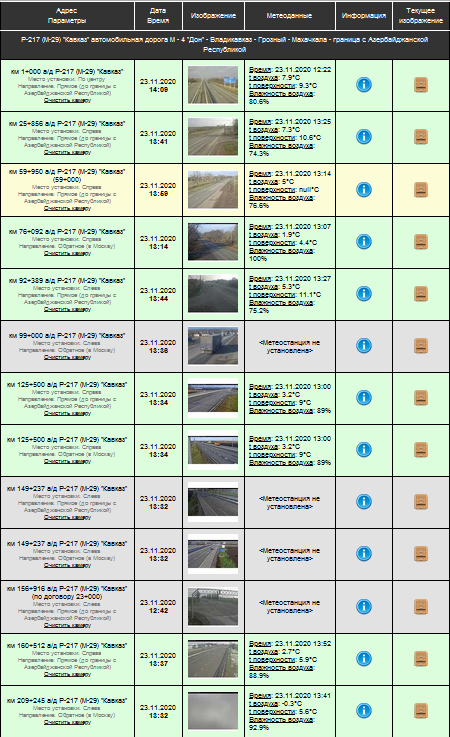 Адрес
Параметры
Дата
Время
Изображение
Метеоданные
Информация
Текущее
изображение
Р-217 (М-29) "Кавказ" автомобильная дорога М - 4 "Дон" - Владикавказ - Грозный - Махачкала - граница с Азербайджанской
Республикой
км 1+000 а/д Р-217 (М-29) "Кавказ"
Место установки: По центру
Направление: Прямое (до границы с
Азербайджанской Республикой)
Очистить камеру
23.11.2020
14:09
Время: 23.11.2020 12:22
t воздуха: 7.9°C
t поверхности: 9.3°C
Влажность воздуха:
80.6%
км 25+856 а/д Р-217 (М-29) "Кавказ"
Место установки: Справа
Направление: Прямое (до границы с
Азербайджанской Республикой)
Очистить камеру
23.11.2020
13:41
Время: 23.11.2020 13:25
t воздуха: 7.3°C
t поверхности: 10.6°C
Влажность воздуха:
74.3%
км 59+950 а/д Р-217 (М-29) "Кавказ"
(59+000)
Место установки: Справа
Направление: Прямое (до границы с
Азербайджанской Республикой)
Очистить камеру
23.11.2020
13:59
Время: 23.11.2020 13:14
t воздуха: 5°C
t поверхности: null°C
Влажность воздуха:
76.6%
км 76+092 а/д Р-217 (М-29) "Кавказ"
Место установки: Справа
Направление: Обратное (в Москву)
Очистить камеру
23.11.2020
13:14
Время: 23.11.2020 13:07
t воздуха: 1.9°C
t поверхности: 4.4°C
Влажность воздуха:
100%
км 92+389 а/д Р-217 (М-29) "Кавказ"
Место установки: Справа
Направление: Прямое (до границы с
Азербайджанской Республикой)
Очистить камеру
23.11.2020
13:44
Время: 23.11.2020 13:27
t воздуха: 5.3°C
t поверхности: 11.1°C
Влажность воздуха:
75.2%
км 99+000 а/д Р-217 (М-29) "Кавказ"
Место установки: Слева
Направление: Обратное (в Москву)
Очистить камеру
23.11.2020
13:36
<Метеостанция не
установлена>
км 125+500 а/д Р-217 (М-29) "Кавказ"
Место установки: Справа
Направление: Прямое (до границы с
Азербайджанской Республикой)
Очистить камеру
23.11.2020
13:34
Время: 23.11.2020 13:00
t воздуха: 3.2°C
t поверхности: 9°C
Влажность воздуха: 89%
км 125+500 а/д Р-217 (М-29) "Кавказ"
Место установки: Справа
Направление: Обратное (в Москву)
Очистить камеру
23.11.2020
13:34
Время: 23.11.2020 13:00
t воздуха: 3.2°C
t поверхности: 9°C
Влажность воздуха: 89%
км 149+237 а/д Р-217 (М-29) "Кавказ"
Место установки: Слева
Направление: Прямое (до границы с
Азербайджанской Республикой)
Очистить камеру
23.11.2020
13:32
<Метеостанция не
установлена>
км 149+237 а/д Р-217 (М-29) "Кавказ"
Место установки: Слева
Направление: Обратное (в Москву)
Очистить камеру
23.11.2020
13:32
<Метеостанция не
установлена>
км 156+916 а/д Р-217 (М-29) "Кавказ"
(по договору 23+000)
Место установки: Слева
Направление: Прямое (до границы с
Азербайджанской Республикой)
Очистить камеру
23.11.2020
12:42
<Метеостанция не
установлена>
км 160+512 а/д Р-217 (М-29) "Кавказ"
Место установки: Справа
Направление: Прямое (до границы с
Азербайджанской Республикой)
Очистить камеру
23.11.2020
13:37
Время: 23.11.2020 13:52
t воздуха: 2.7°C
t поверхности: 5.9°C
Влажность воздуха:
88.9%
км 209+245 а/д Р-217 (М-29) "Кавказ"
Место установки: Слева
Направление: Обратное (в Москву)
Очистить камеру
23.11.2020
13:32
Время: 23.11.2020 13:41
t воздуха: -0.3°C
t поверхности: 5.6°C
Влажность воздуха:
92.9%